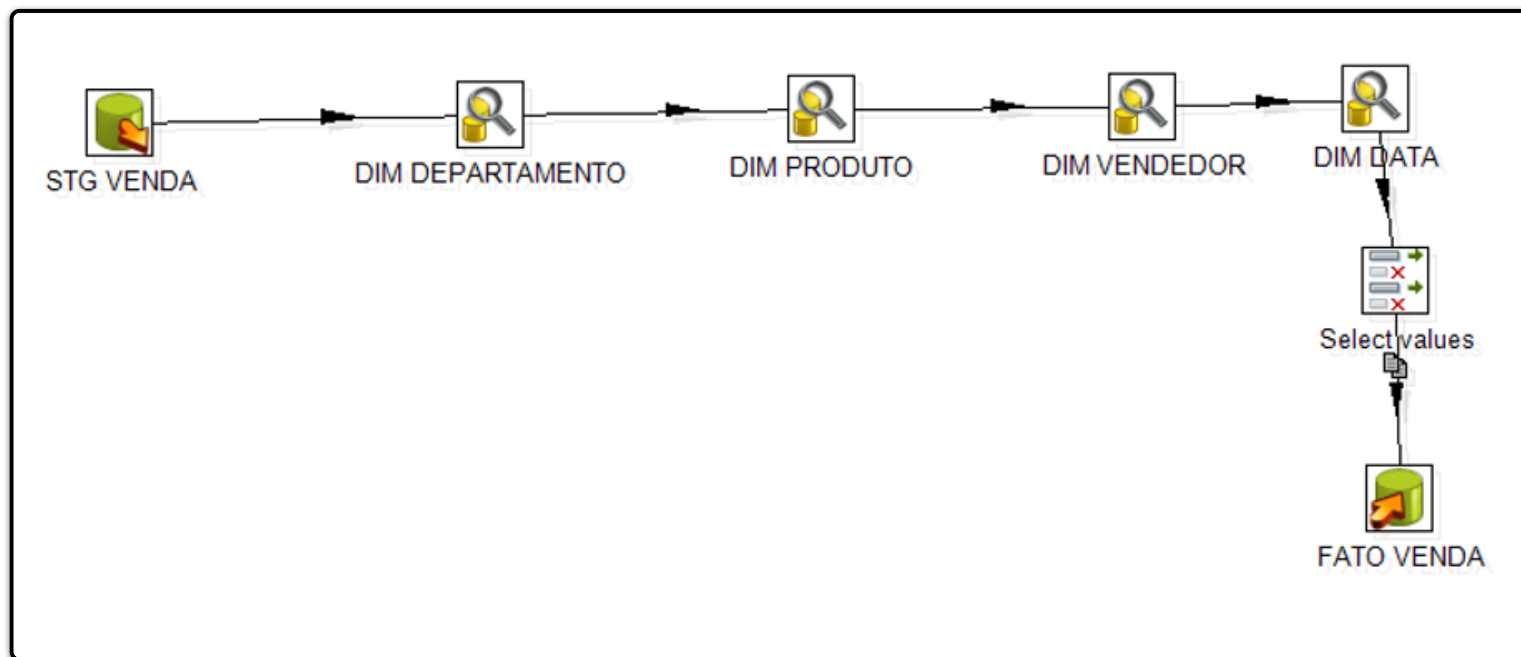 STG VENDA
DIM DEPARTAMENTO
DIM PRODUTO
DIM VENDEDOR
DIM DATA
Select values
FATO VENDA